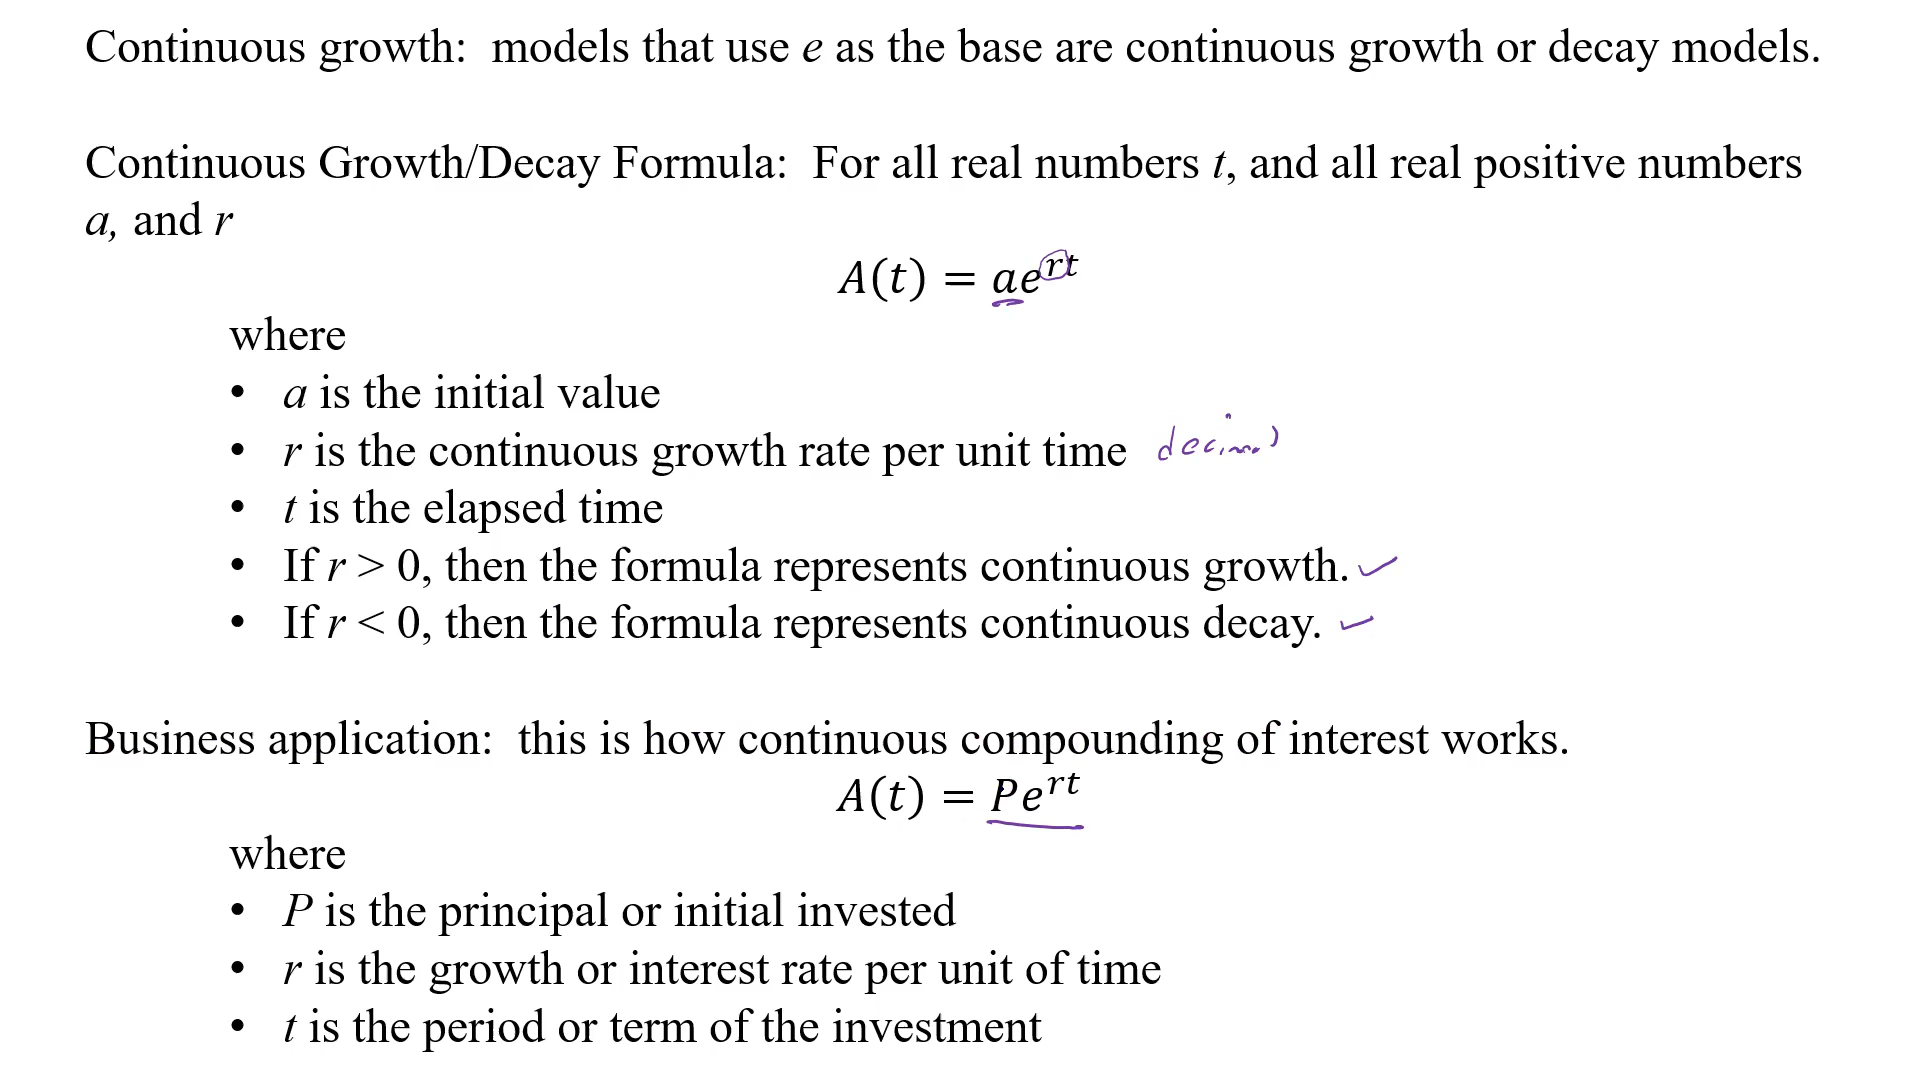 Continuous growth:  models that use e as the base are continuous growth or decay models.
Continuous Growth/Decay Formula:  For all real numbers t, and all real positive numbers
a, and r
A(t) = ae^{rt}
where
• a is the initial value
• r is the continuous growth rate per unit time decimal
• t is the elapsed time
• If r > 0, then the formula represents continuous growth.
• If r < 0, then the formula represents continuous decay.
Business application:  this is how continuous compounding of interest works.
A(t) = Pe^{rt}
where
• P is the principal or initial invested
• r is the growth or interest rate per unit of time
• t is the period or term of the investment